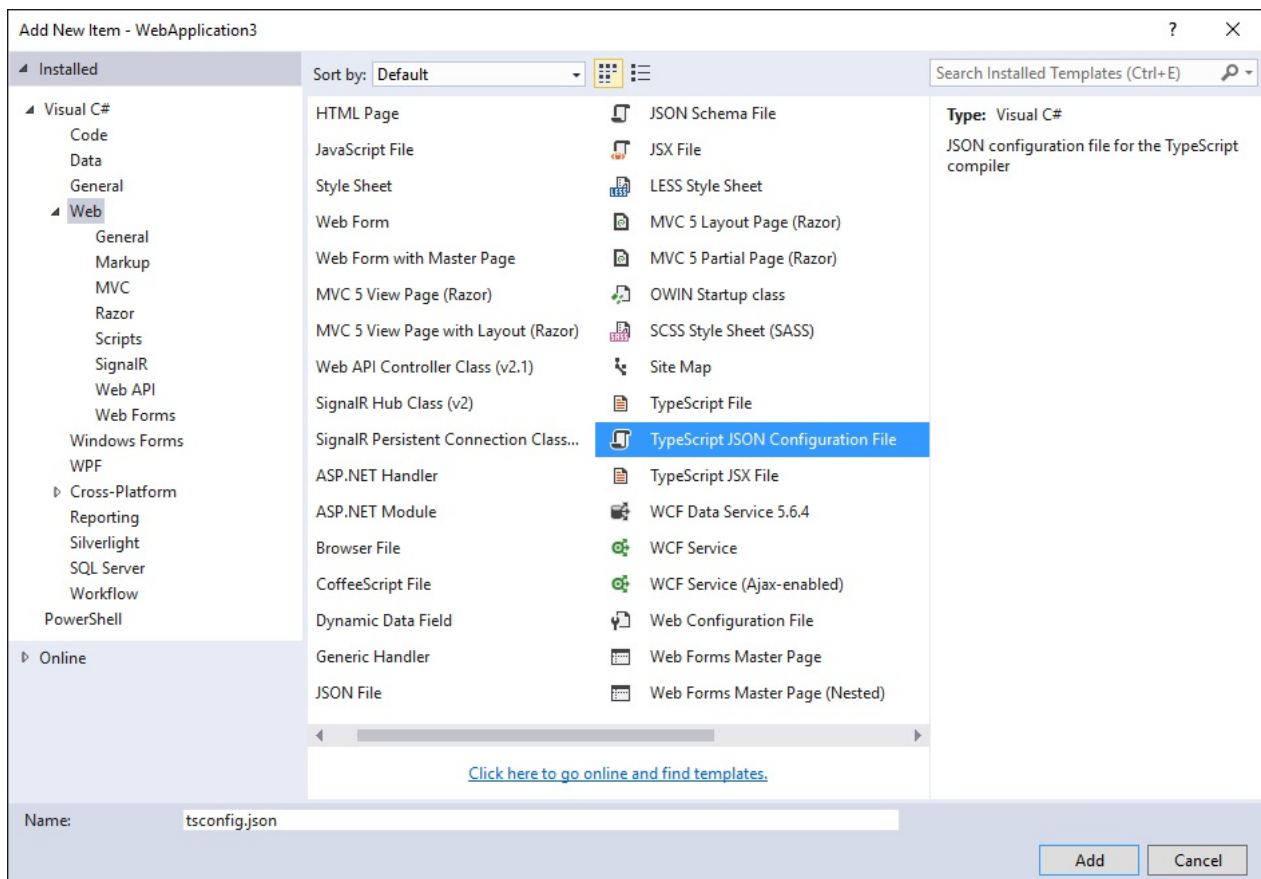 Add New Item - WebApplication3
?
Installed
Visual C#
Code
Data
General
Web
General
Markup
MVC
Razor
Scripts
SignalR
Web API
Web Forms
Windows Forms
WPF
Cross-Platform
Reporting
Silverlight
SQL Server
Workflow
PowerShell
Online
Sort by: Default
HTML Page
JavaScript File
Style Sheet
Web Form
Web Form with Master Page
MVC 5 View Page (Razor)
MVC 5 View Page with Layout (Razor)
Web API Controller Class (v2.1)
SignalR Hub Class (v2)
SignalR Persistent Connection Class...
ASP.NET Handler
ASP.NET Module
Browser File
CoffeeScript File
Dynamic Data Field
Generic Handler
JSON File
JSON Schema File
JSX File
LESS Style Sheet
MVC 5 Layout Page (Razor)
MVC 5 Partial Page (Razor)
OWIN Startup class
SCSS Style Sheet (SASS)
Site Map
TypeScript File
TypeScript JSON Configuration File
TypeScript JSX File
WCF Data Service 5.6.4
WCF Service
WCF Service (Ajax-enabled)
Web Configuration File
Web Forms Master Page
Web Forms Master Page (Nested)
Click here to go online and find templates.
Search Installed Templates (Ctrl+E)
Type: Visual C#
JSON configuration file for the TypeScript
compiler
Name: tsconfig.json
Add Cancel